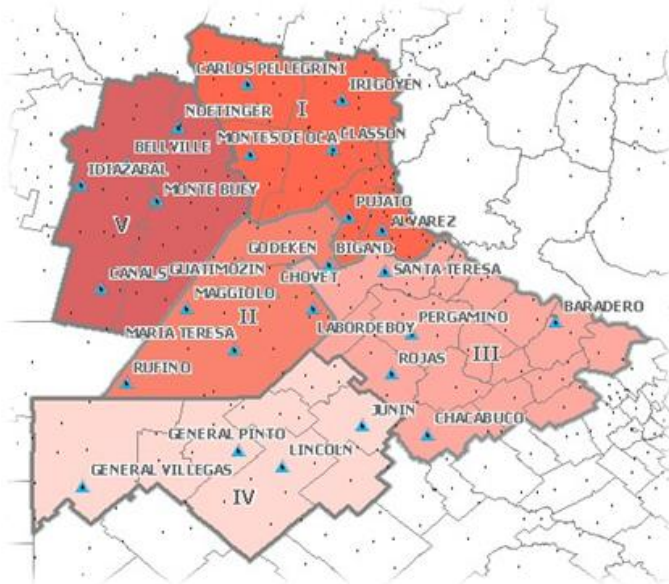 CARLOS PELLEGRINI
IRIGOYEN
I
NOETINGER
BELLVILLE
MONTES DE OCA
CLASSON
IDIAZABAL
MONTE BUEY
PUJATO
V
ALVAREZ
GODEKEN
BIGAND
CANALS
GUATIMOZIN
CHOVET
SANTA TERESA
MAGGIOLO
II
BARADERO
MARIA TERESA
LABORDEBOY
PERGAMINO
III
RUFINO
ROJAS
JUNIN
CHACABUCO
GENERAL PINTO
LINCOLN
GENERAL VILLEGAS
IV